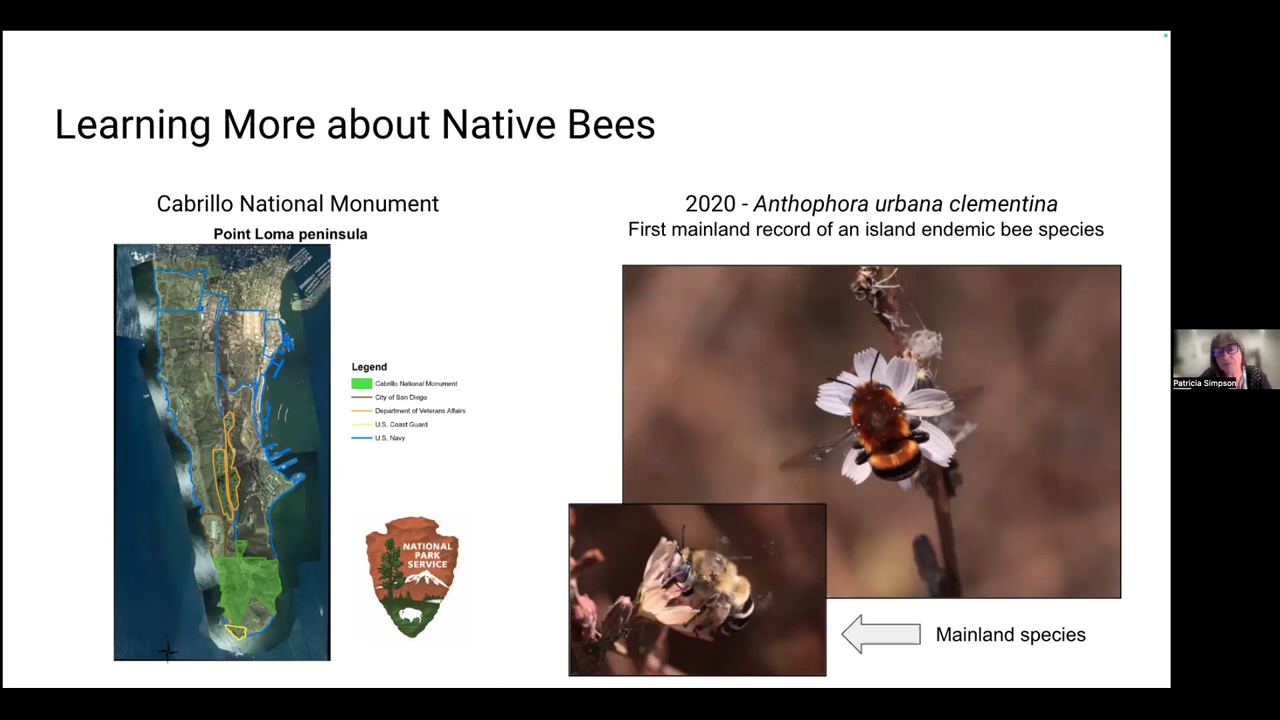 Learning More about Native Bees
Cabrillo National Monument
Point Loma peninsula
Legend
Cabrillo National Monument
City of San Diego
Department of Veterans Affairs
U.S. Coast Guard
U.S. Navy
NATIONAL
PARK
SERVICE
2020 - Anthophora urbana clementina
First mainland record of an island endemic bee species
Mainland species
Patricia Simpson